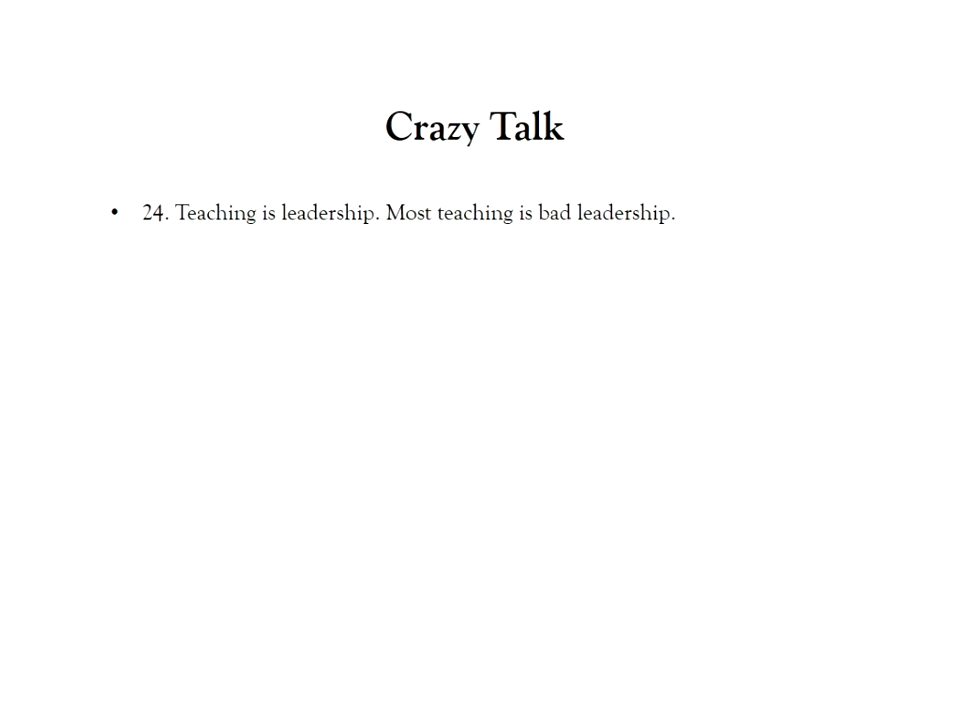 Crazy Talk
• 24. Teaching is leadership. Most teaching is bad leadership.